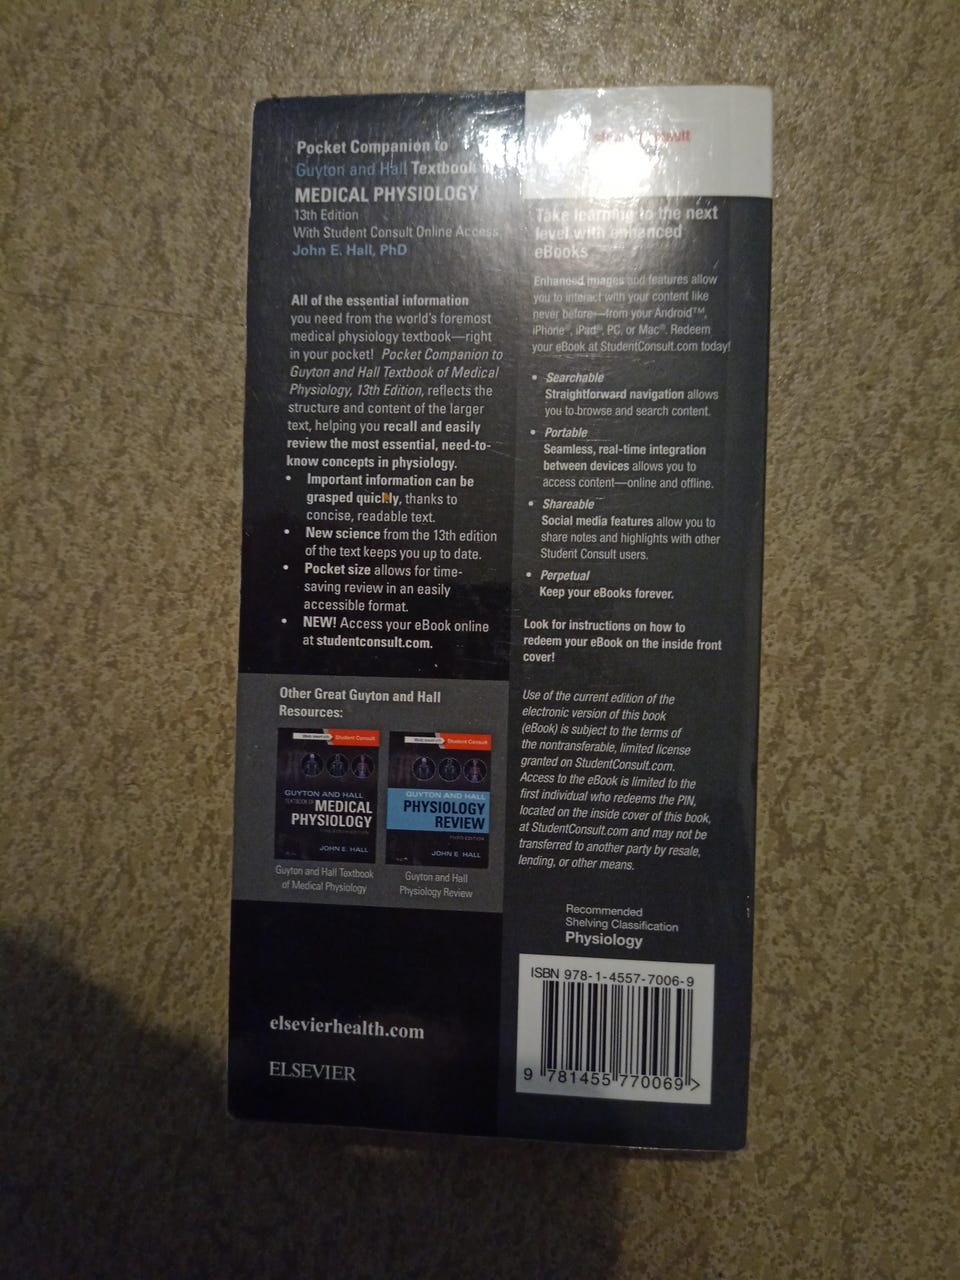 Pocket Companion to
Guyton and Hall Textbook
MEDICAL PHYSIOLOGY
13th Edition
With Student Consult Online Access
John E. Hall, PhD
All of the essential information
you need from the world's foremost
medical physiology textbook—right
in your pocket! Pocket Companion to
Guyton and Hall Textbook of Medical
Physiology, 13th Edition, reflects the
structure and content of the larger
text, helping you recall and easily
review the most essential, need-to-
know concepts in physiology.
• Important information can be
grasped quickly, thanks to
concise, readable text.
• New science from the 13th edition
of the text keeps you up to date.
• Pocket size allows for time-
saving review in an easily
accessible format.
• NEW! Access your eBook online
at studentconsult.com.
Other Great Guyton and Hall
Resources:
Student Consult
GUYTON AND HALL
TEXTBOOK OF MEDICAL
PHYSIOLOGY
JOHN E. HALL
Guyton and Hall Textbook
of Medical Physiology
Student Consult
GUYTON AND HALL
PHYSIOLOGY
REVIEW
THIRD EDITION
JOHN E. HALL
Guyton and Hall
Physiology Review
elsevierhealth.com
ELSEVIER
Take learning to the next
level with enhanced
eBooks
Enhanced images and features allow
you to interact with your content like
never before—from your Android™,
iPhone®, iPad®, PC, or Mac®. Redeem
your eBook at StudentConsult.com today!
• Searchable
Straightforward navigation allows
you to browse and search content.
• Portable
Seamless, real-time integration
between devices allows you to
access content—online and offline.
• Shareable
Social media features allow you to
share notes and highlights with other
Student Consult users.
• Perpetual
Keep your eBooks forever.
Look for instructions on how to
redeem your eBook on the inside front
cover!
Use of the current edition of the
electronic version of this book
(eBook) is subject to the terms of
the nontransferable, limited license
granted on StudentConsult.com.
Access to the eBook is limited to the
first individual who redeems the PIN,
located on the inside cover of this book,
at StudentConsult.com and may not be
transferred to another party by resale,
lending, or other means.
Recommended
Shelving Classification
Physiology
ISBN 978-1-4557-7006-9
9 781455 770069 >